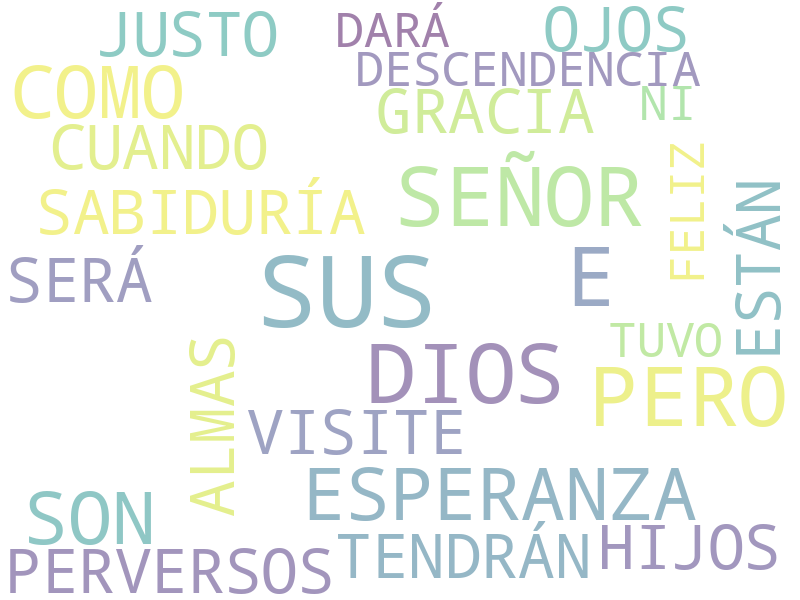 JUSTO
DARÁ
OJOS
DESCENDENCIA
COMO
GRACIA
NI
CUANDO
FELIZ
SABIDURÍA
SEÑOR
ESTÁN
SERÁ
SUS
E
TUVO
DIOS
ALMAS
PERO
VISITE
ESPERANZA
SON
HIJOS
TENDRÁN
PERVERSOS